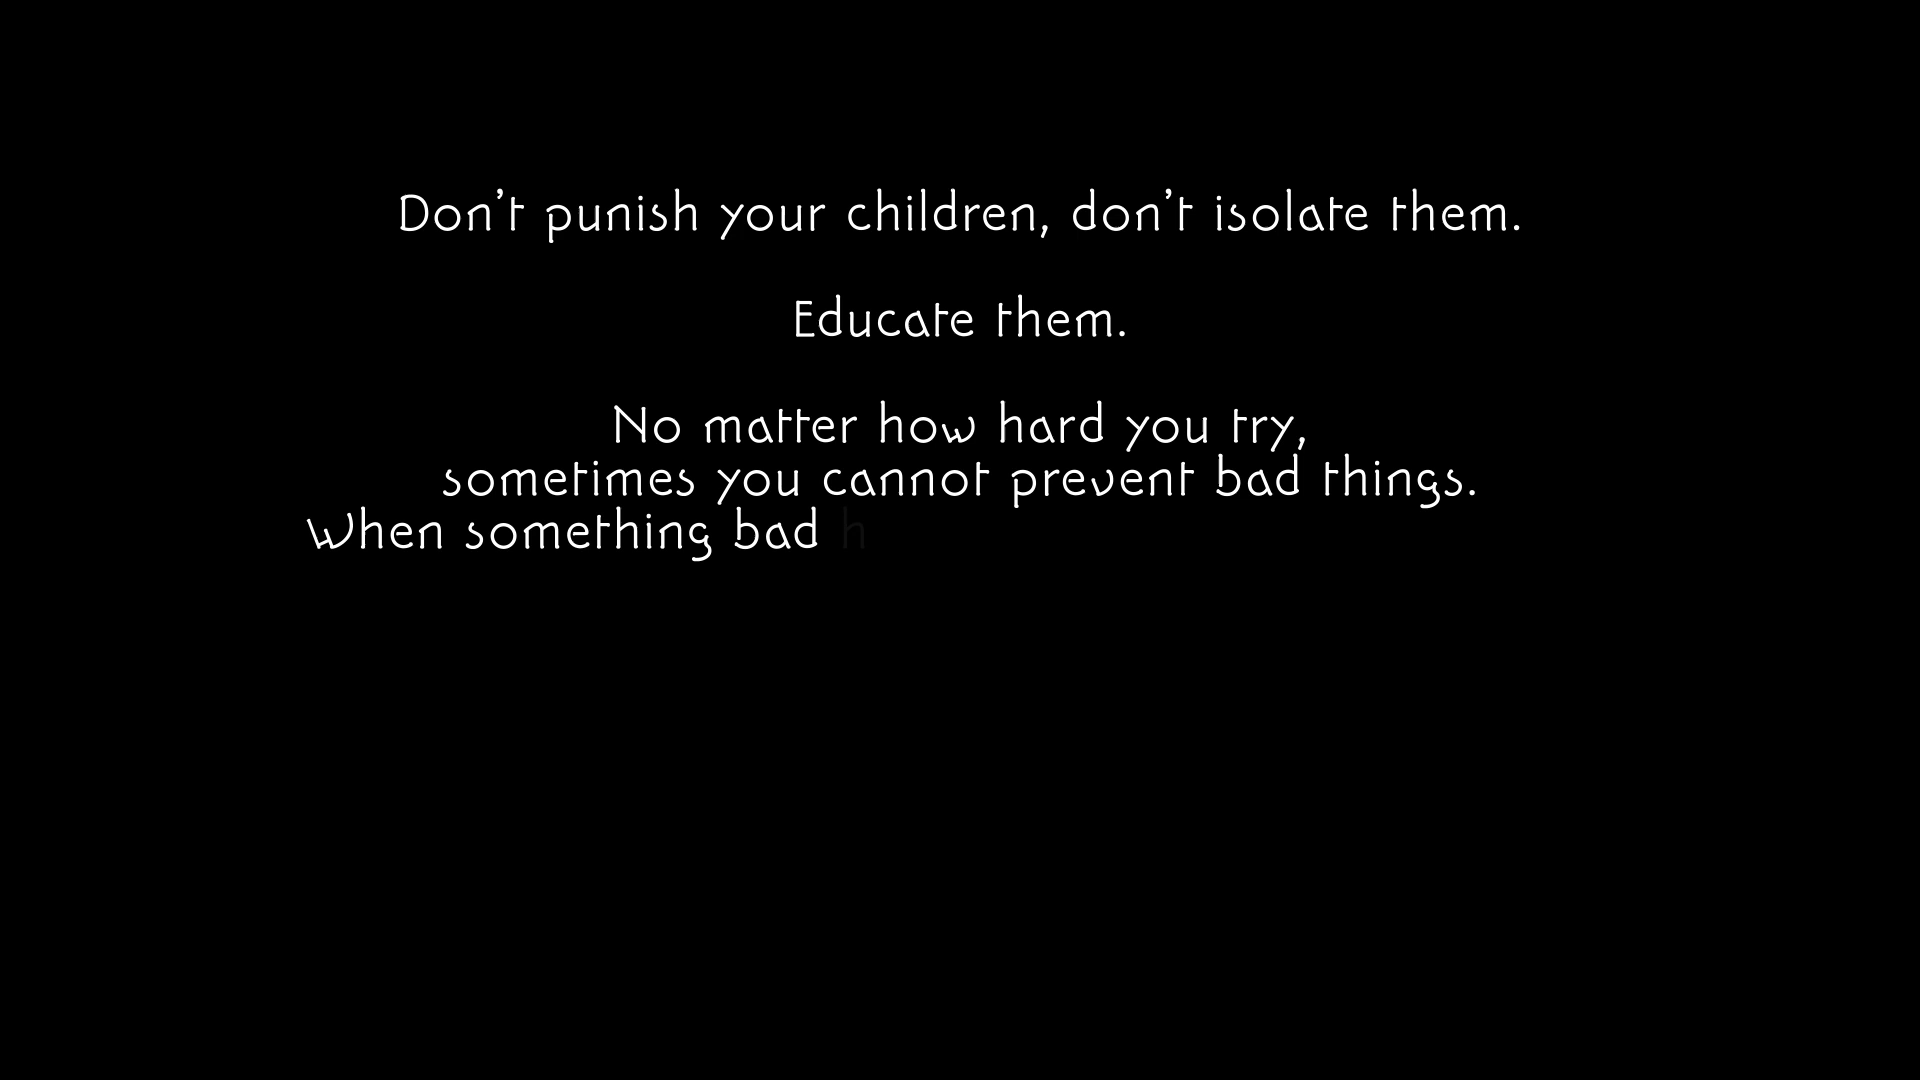 Don't punish your children, don't isolate them.
Educate them.
No matter how hard you try,
sometimes you cannot prevent bad things.
When something bad h